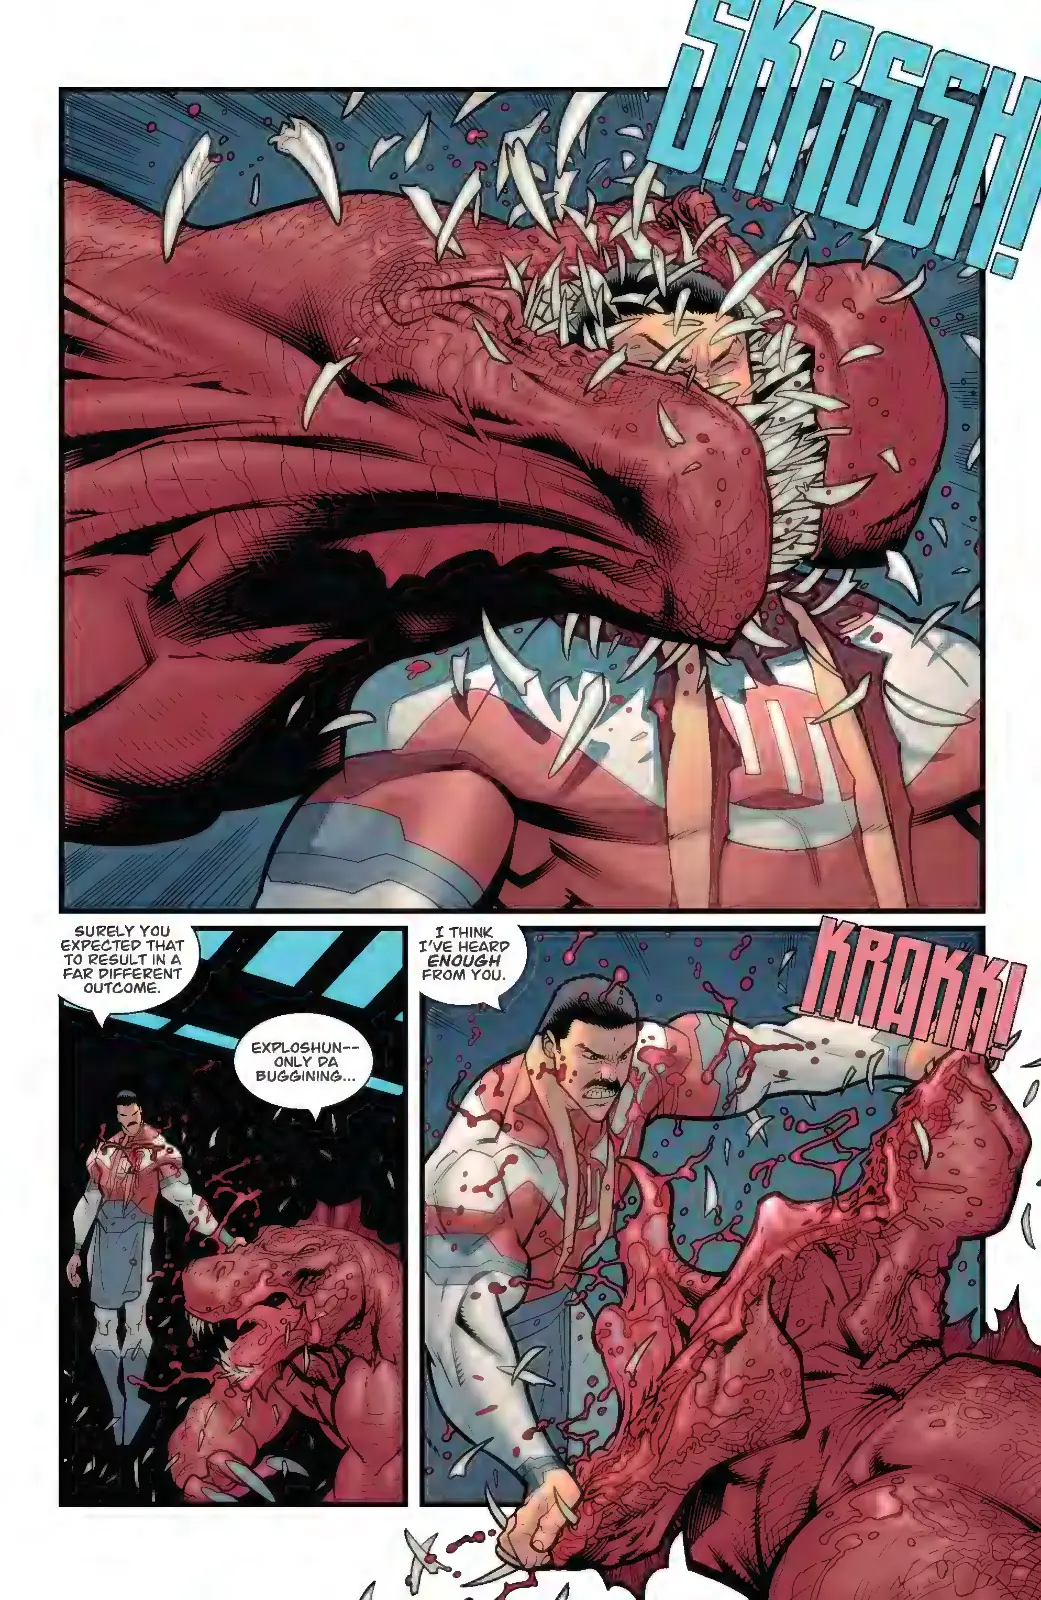 SKRSSH!
SURELY YOU
EXPECTED THAT
TO RESULT IN A
FAR DIFFERENT
OUTCOME.
EXPLOSHUN--
ONLY DA
BUGGINING...
I THINK
I'VE HEARD
ENOUGH
FROM YOU.
KRAKK!